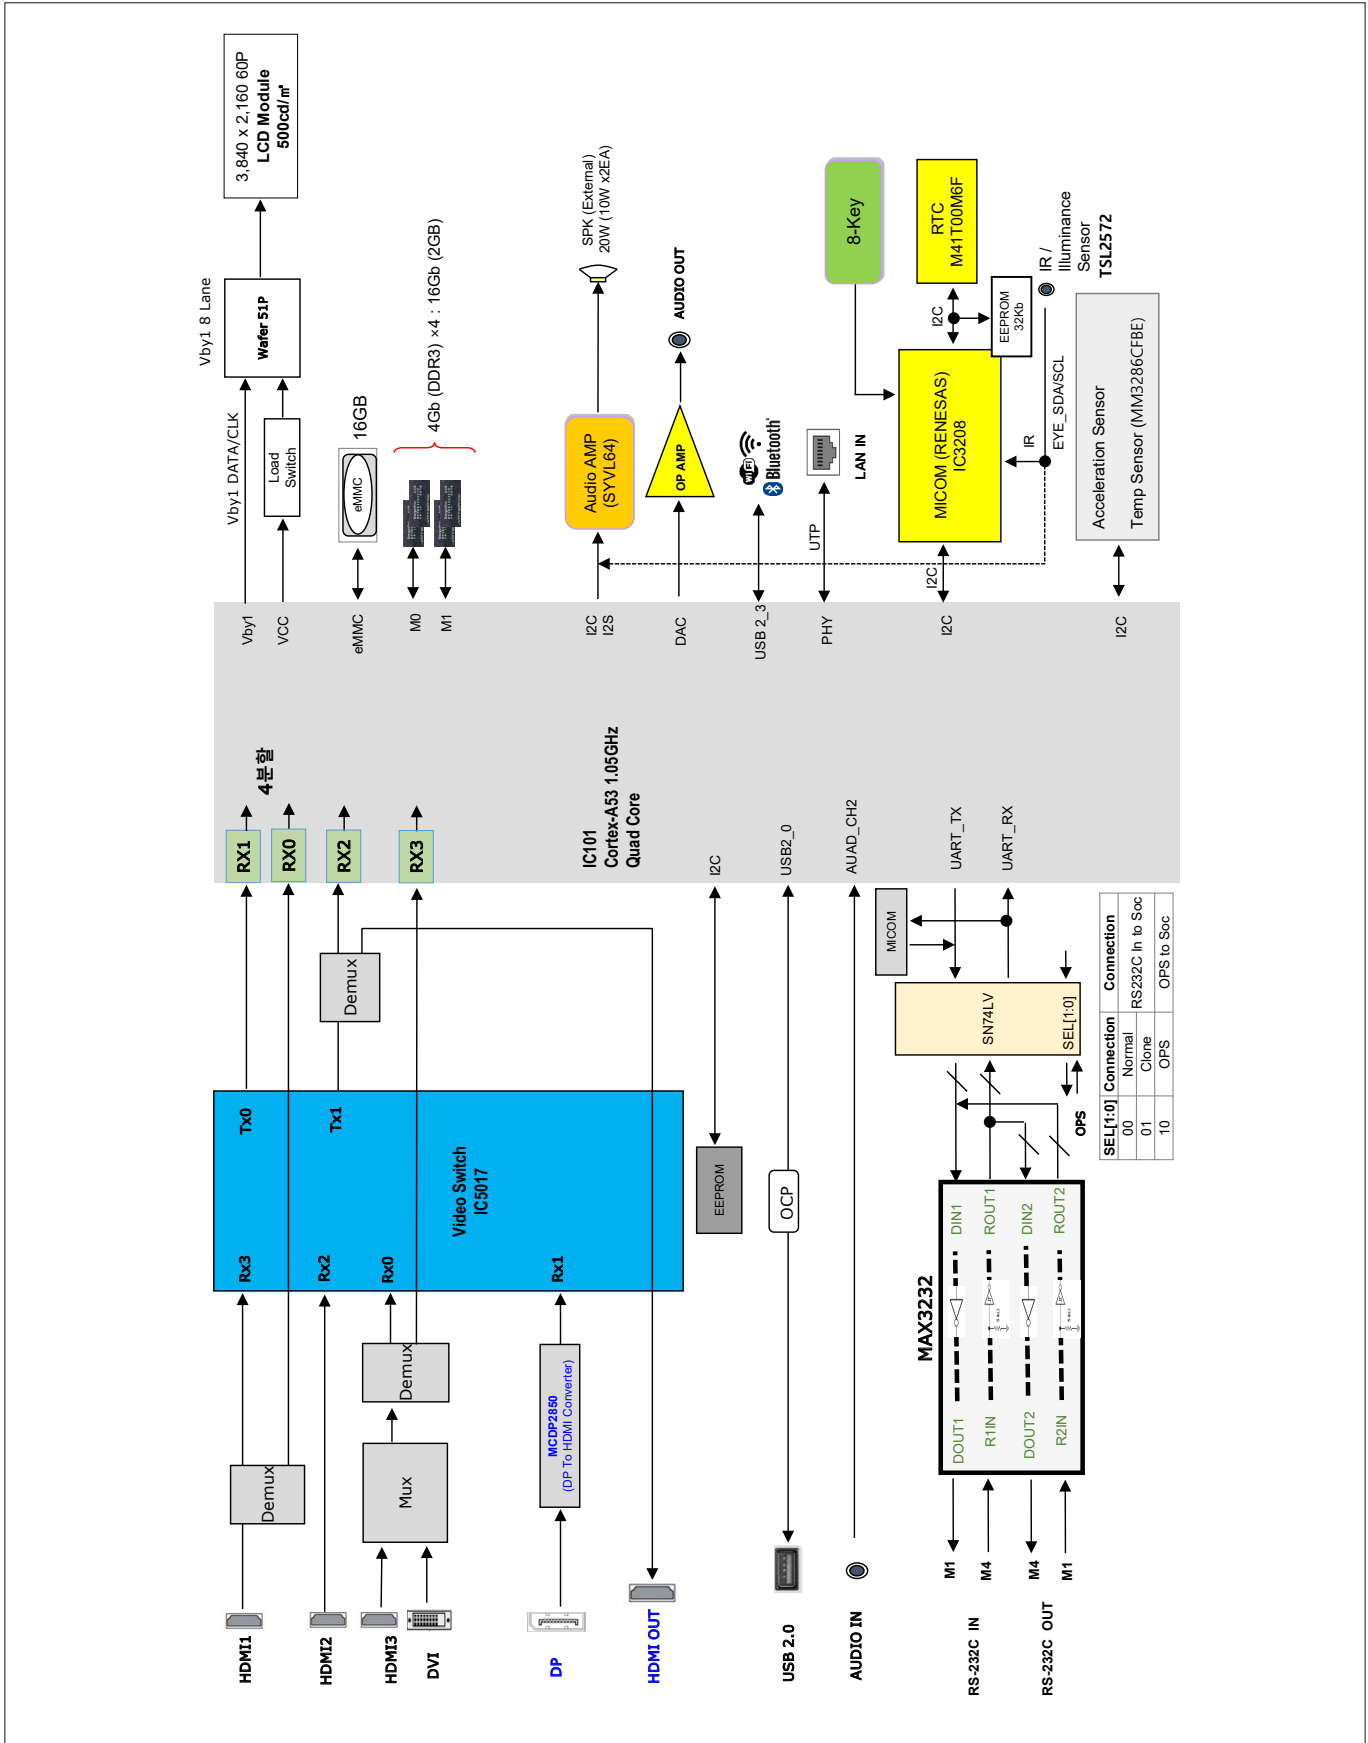 HDMI1
HDMI2
HDMI3
DVI
DP
HDMI OUT
USB 2.0
AUDIO IN
RS-232C IN
RS-232C OUT
M1
M4
M4
M1
Demux
Mux
Demux
MCDP2850
(DP To HDMI Converter)
Rx3
Rx2
Rx0
Rx1
Video Switch
IC5017
Tx0
Tx1
Demux
EEPROM
OCP
MAX3232
DOUT1
R1IN
DOUT2
R2IN
DIN1
ROUT1
DIN2
ROUT2
SN74LV
SEL[1:0]
OPS
MICOM
SEL[1:0] Connection Connection
00 Normal RS232C In to Soc
01 Clone
10 OPS OPS to Soc
RX1
RX0
RX2
RX3
4분할
IC101
Cortex-A53 1.05GHz
Quad Core
I2C
USB2_0
AUAD_CH2
UART_TX
UART_RX
Vby1
VCC
eMMC
M0
M1
I2C
I2S
DAC
USB 2_3
PHY
I2C
I2C
Vby1 DATA/CLK
Load
Switch
Vby1 8 Lane
Wafer 51P
3,840 x 2,160 60P
LCD Module
500cd/㎡
eMMC
16GB
4Gb (DDR3) ×4 : 16Gb (2GB)
Audio AMP
(SYVL64)
SPK (External)
20W (10W x2EA)
OP AMP
AUDIO OUT
WiFi
Bluetooth
UTP
LAN IN
8-Key
I2C
MICOM (RENESAS)
IC3208
I2C
RTC
M41T00M6F
EEPROM
32Kb
IR
EYE_SDA/SCL
IR /
Illuminance
Sensor
TSL2572
Acceleration Sensor
Temp Sensor (MM3286CFBE)